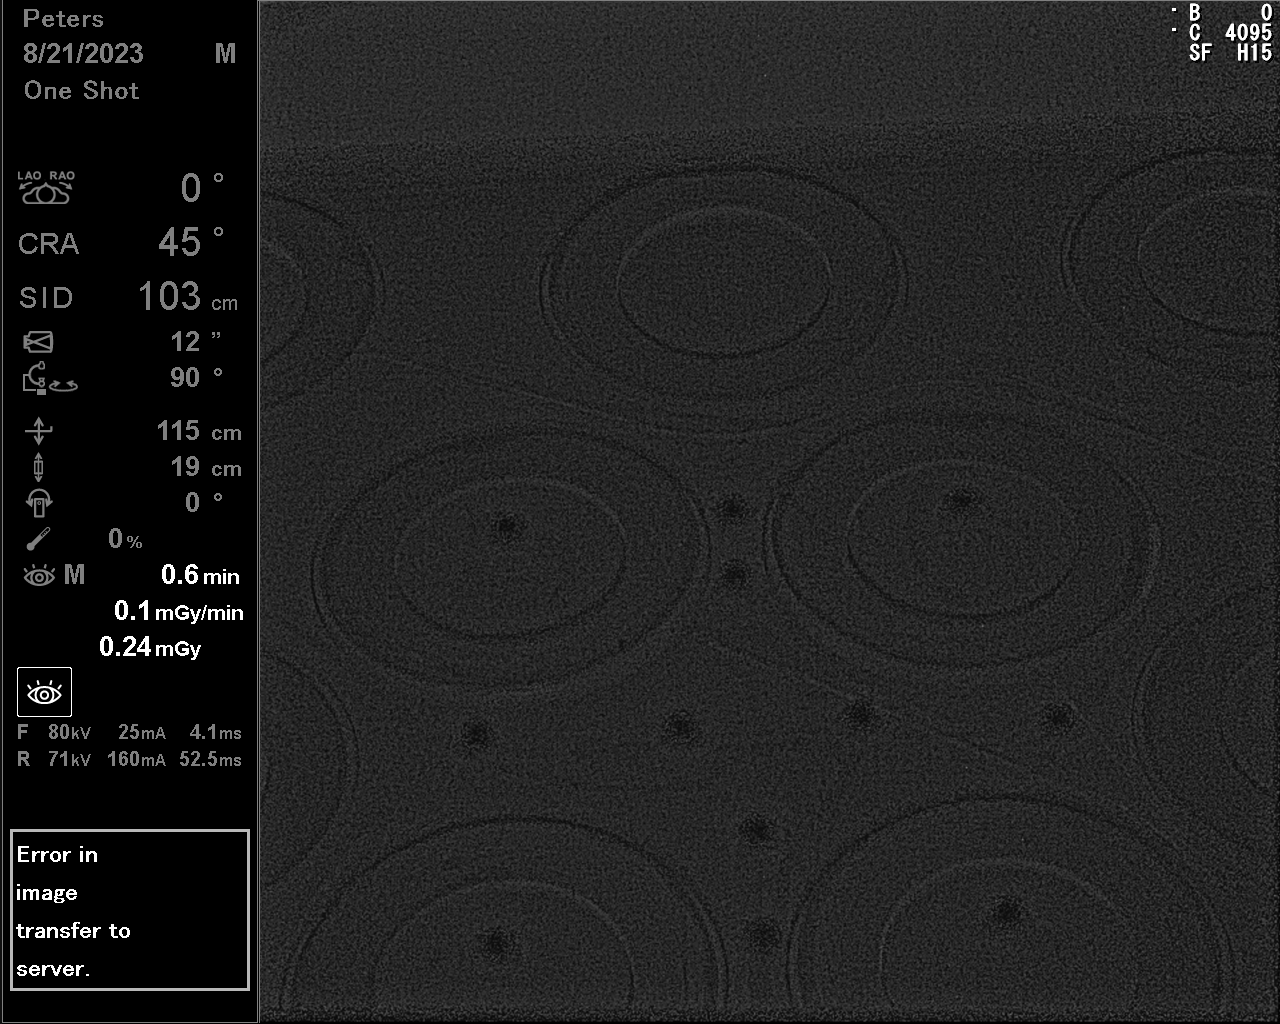 Peters
8/21/2023 M
One Shot
LAO RAO 0 °
CRA 45 °
SID 103 cm
12 ”
90 °
115 cm
19 cm
0 °
0 %
M 0.6 min
0.1 mGy/min
0.24 mGy
F 80kV 25mA 4.1ms
R 71kV 160mA 52.5ms
Error in
image
transfer to
server.
- B 0
- C 4095
SF H15